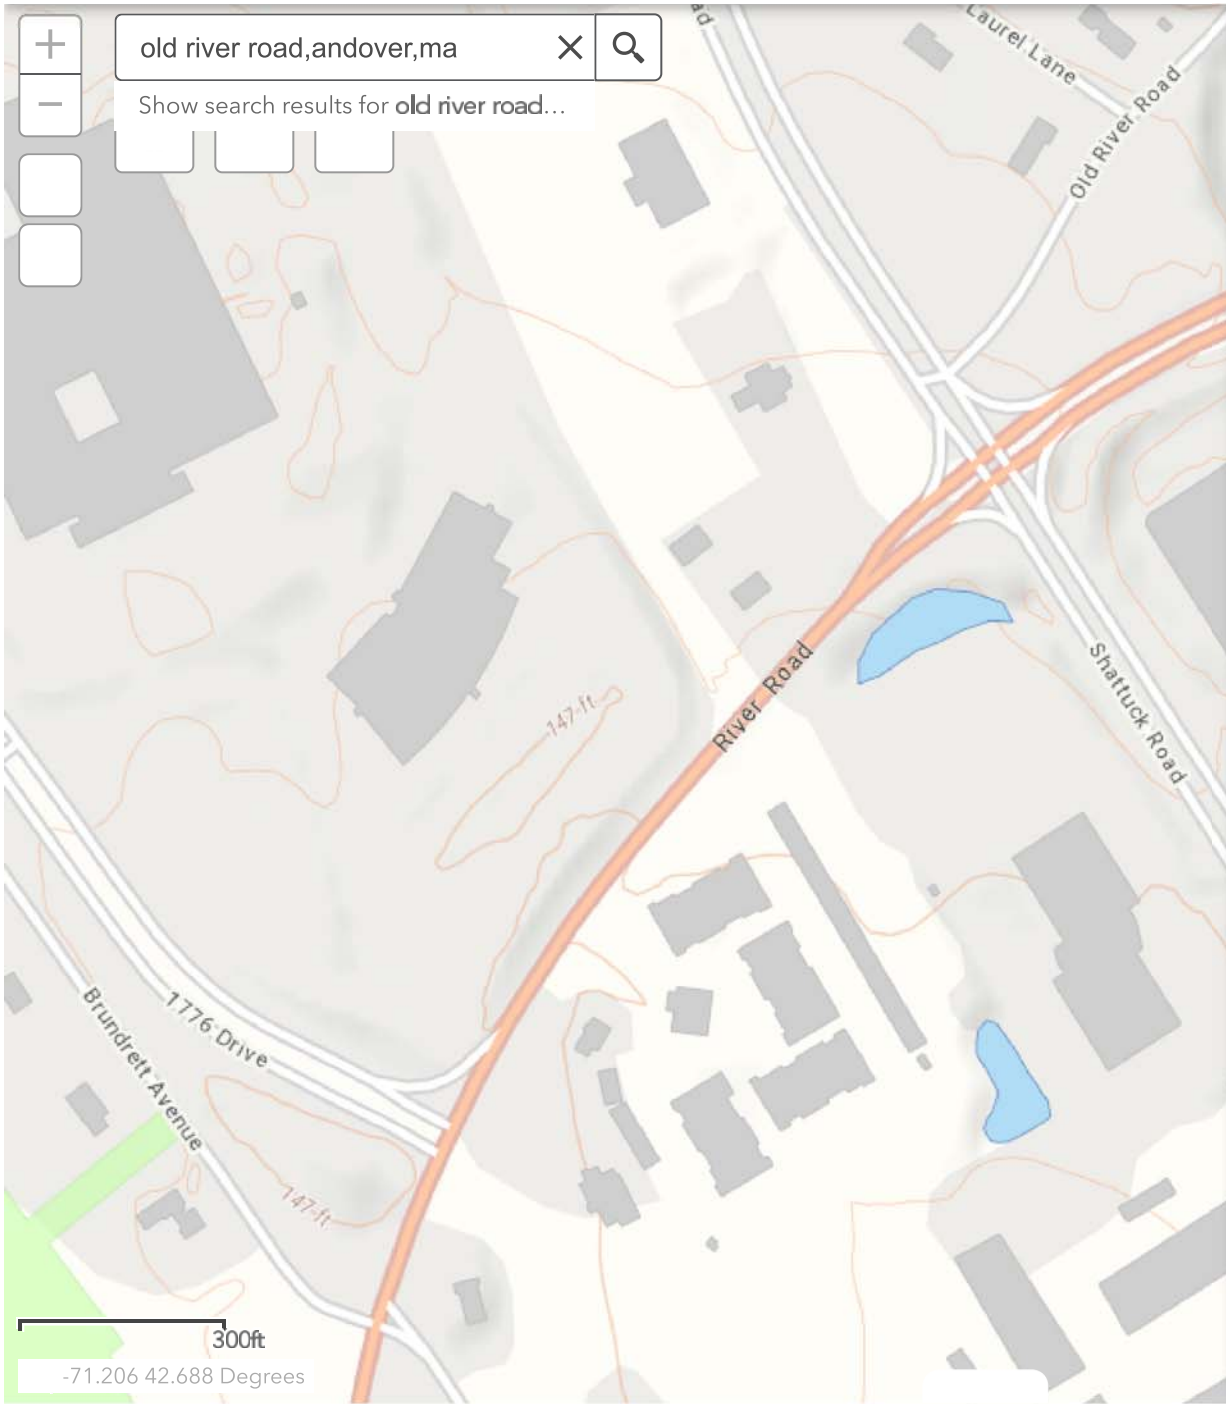 old river road,andover,ma
Show search results for old river road...
ad
Laurel Lane
Old River Road
River Road
Shattuck Road
147-ft
1776 Drive
Brundrett Avenue
147-ft
300ft
-71.206 42.688 Degrees